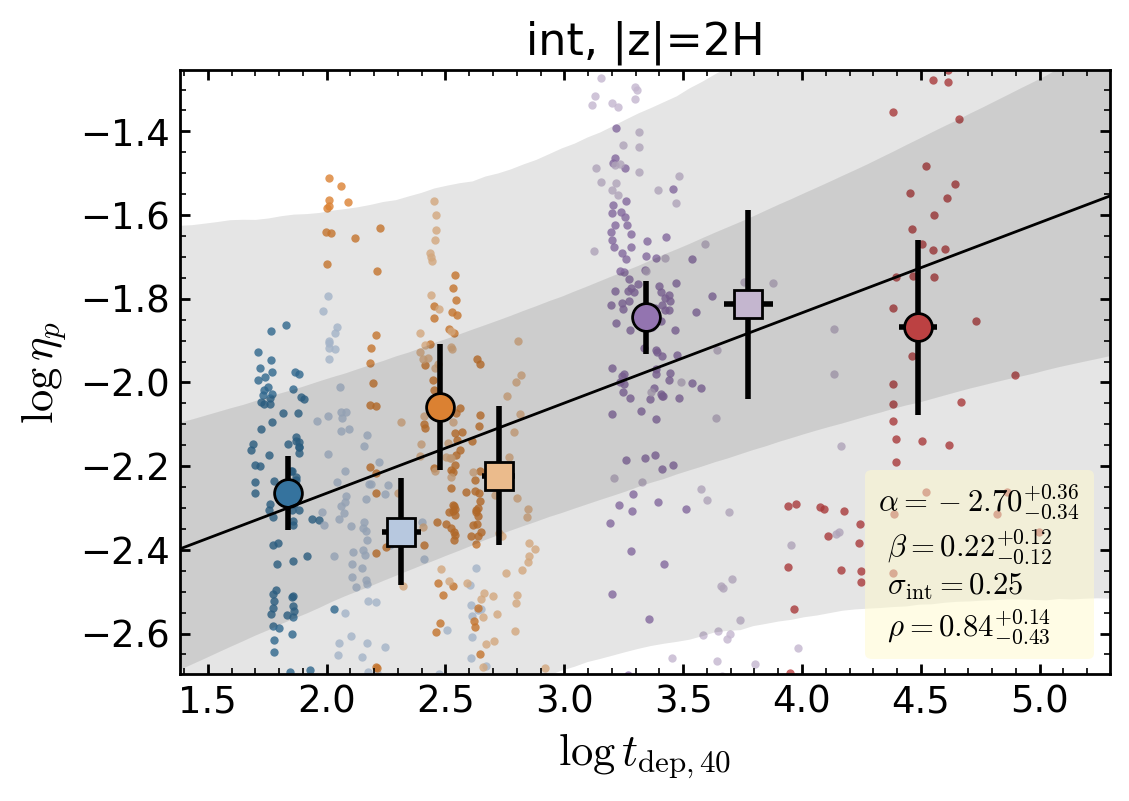 int, |z|=2H
−1.4
−1.6
−1.8
−2.0
−2.2
−2.4
−2.6
log η_p
α = −2.70^{+0.36}_{−0.34}
β = 0.22^{+0.12}_{−0.12}
σ_int = 0.25
ρ = 0.84^{+0.14}_{−0.43}
1.5 2.0 2.5 3.0 3.5 4.0 4.5 5.0
log t_{dep, 40}